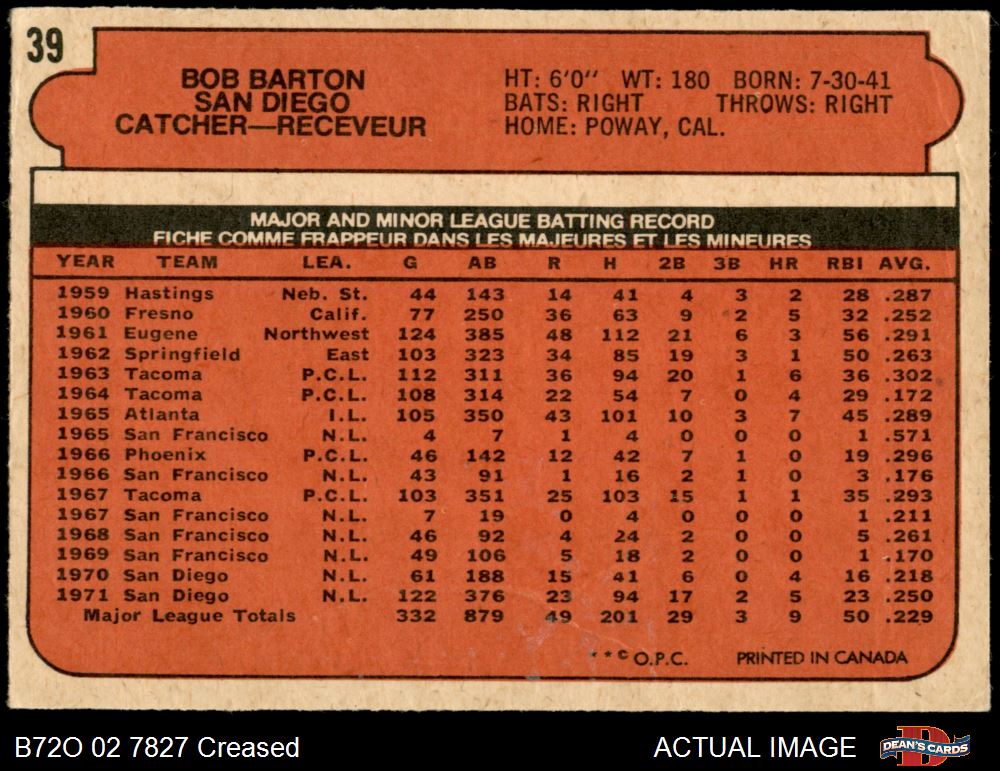 39
BOB BARTON
SAN DIEGO
CATCHER—RECEVEUR
HT: 6'0" WT: 180 BORN: 7-30-41
BATS: RIGHT THROWS: RIGHT
HOME: POWAY, CAL.
MAJOR AND MINOR LEAGUE BATTING RECORD
FICHE COMME FRAPPEUR DANS LES MAJEURES ET LES MINEURES
YEAR TEAM LEA. G AB R H 2B 3B HR RBI AVG.
1959 Hastings Neb. St. 44 143 14 41 4 3 2 28 .287
1960 Fresno Calif. 77 250 36 63 9 2 5 32 .252
1961 Eugene Northwest 124 385 48 112 21 6 3 56 .291
1962 Springfield East 103 323 34 85 19 3 1 50 .263
1963 Tacoma P.C.L. 112 311 36 94 20 1 6 36 .302
1964 Tacoma P.C.L. 108 314 22 54 7 0 4 29 .172
1965 Atlanta I.L. 105 350 43 101 10 3 7 45 .289
1965 San Francisco N.L. 4 7 1 4 0 0 0 1 .571
1966 Phoenix P.C.L. 46 142 12 42 7 1 0 19 .296
1966 San Francisco N.L. 43 91 1 16 2 1 0 3 .176
1967 Tacoma P.C.L. 103 351 25 103 15 1 1 35 .293
1967 San Francisco N.L. 7 19 0 4 0 0 0 1 .211
1968 San Francisco N.L. 46 92 4 24 2 0 0 5 .261
1969 San Francisco N.L. 49 106 5 18 2 0 0 1 .170
1970 San Diego N.L. 61 188 15 41 6 0 4 16 .218
1971 San Diego N.L. 122 376 23 94 17 2 5 23 .250
Major League Totals 332 879 49 201 29 3 9 50 .229
**© O.P.C. PRINTED IN CANADA
B72O 02 7827 Creased
ACTUAL IMAGE
D
DEAN'S CARDS